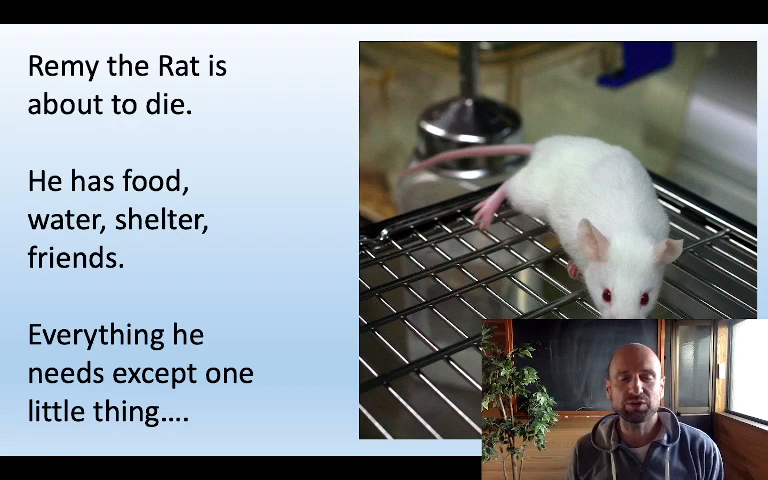 Remy the Rat is
about to die.
He has food,
water, shelter,
friends.
Everything he
needs except one
little thing....